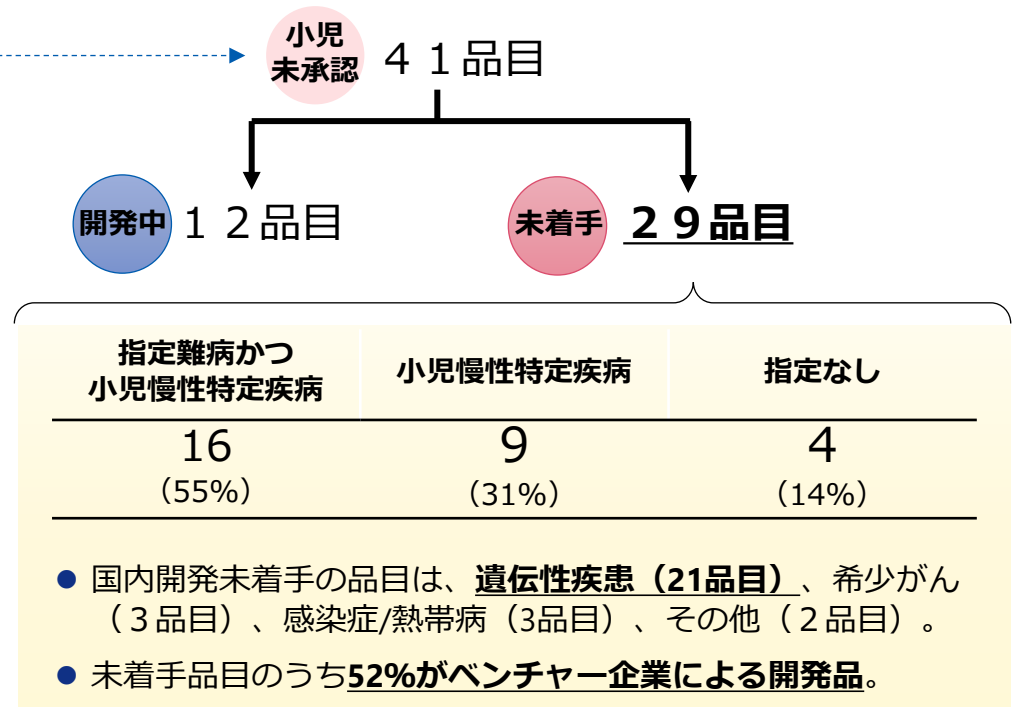 小児
未承認
４１品目
開発中
１２品目
未着手
２９品目
指定難病かつ
小児慢性特定疾病
小児慢性特定疾病
指定なし
16
9
4
（55%）
（31%）
（14%）
● 国内開発未着手の品目は、遺伝性疾患（21品目）、希少がん
（３品目）、感染症/熱帯病（3品目）、その他（２品目）。
● 未着手品目のうち52%がベンチャー企業による開発品。